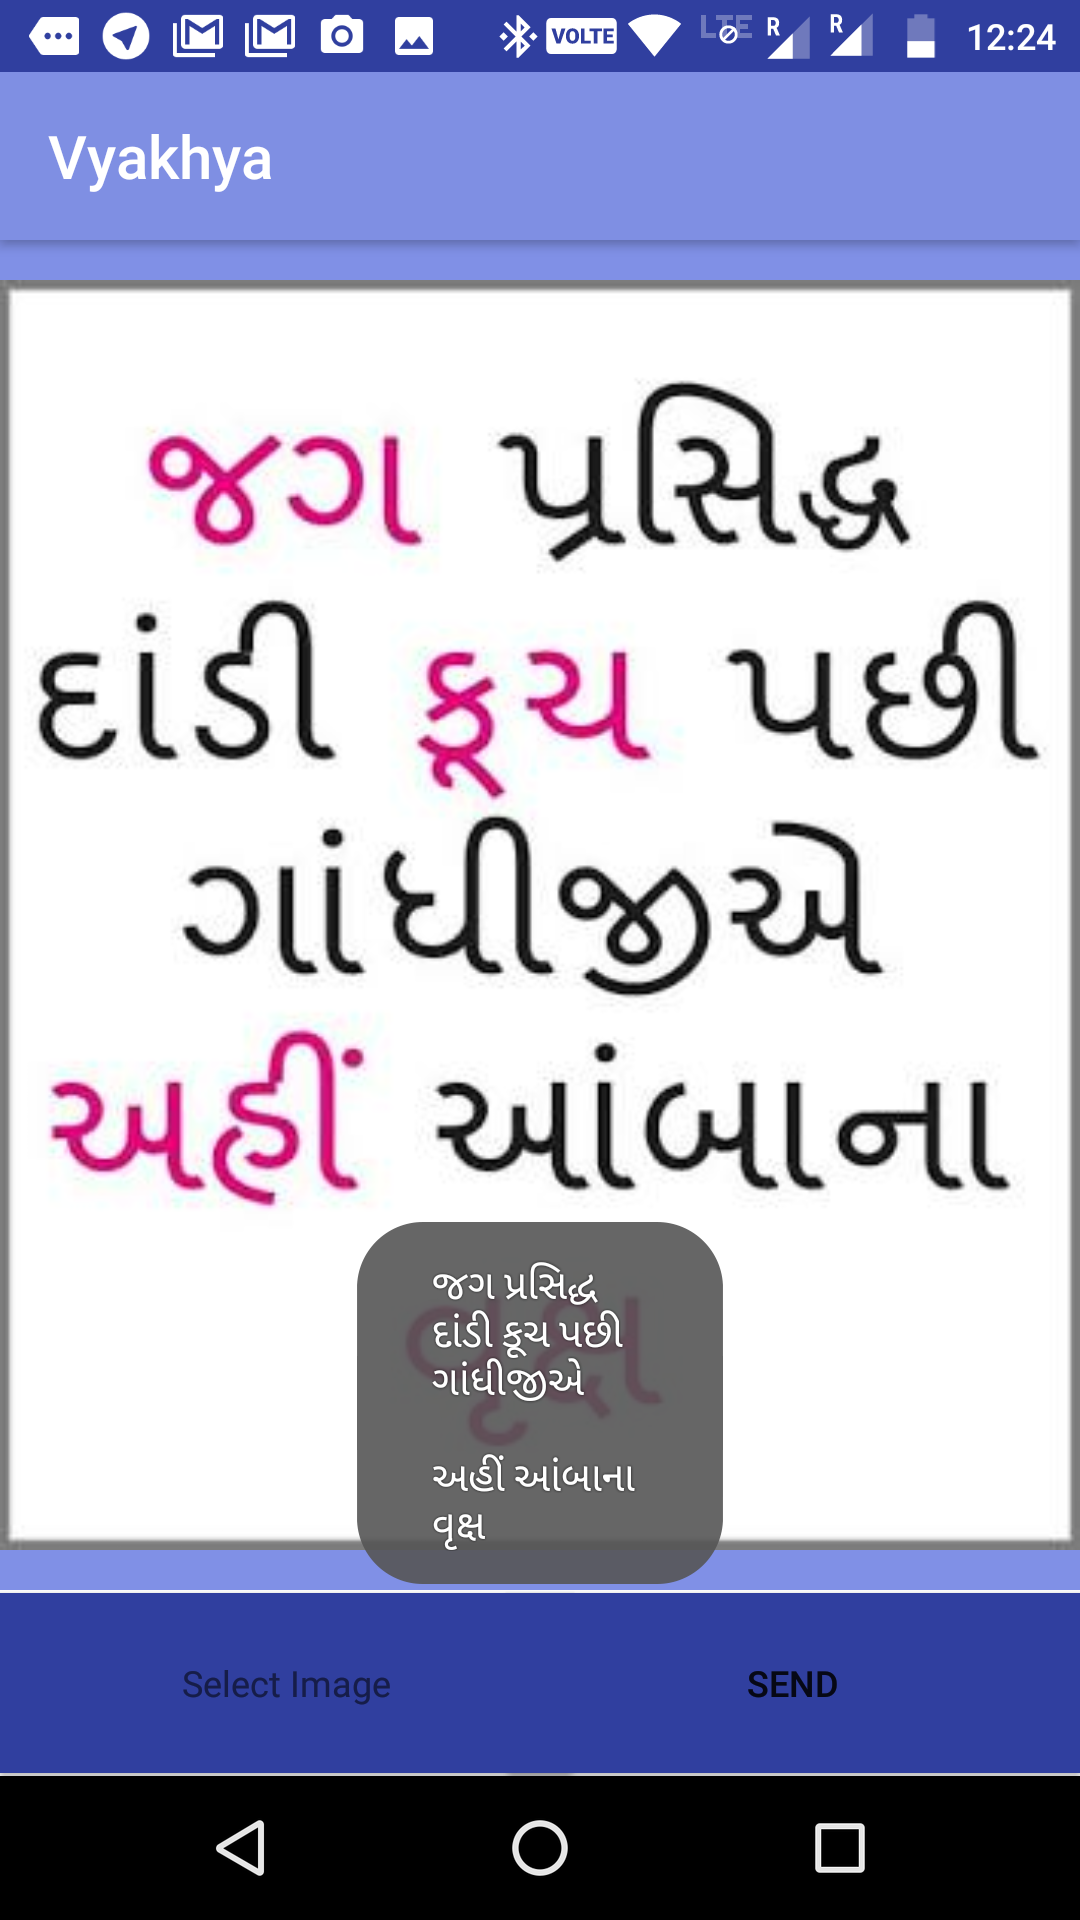 VOLTE LTE R R 12:24
Vyakhya
જગ પ્રસિદ્ધ
દાંડી કૂચ પછી
ગાંધીજીએ
અહીં આંબાના
વૃક્ષ
જગ પ્રસિદ્ધ
દાંડી કૂચ પછી
ગાંધીજીએ
અહીં આંબાના
વૃક્ષ
Select Image SEND